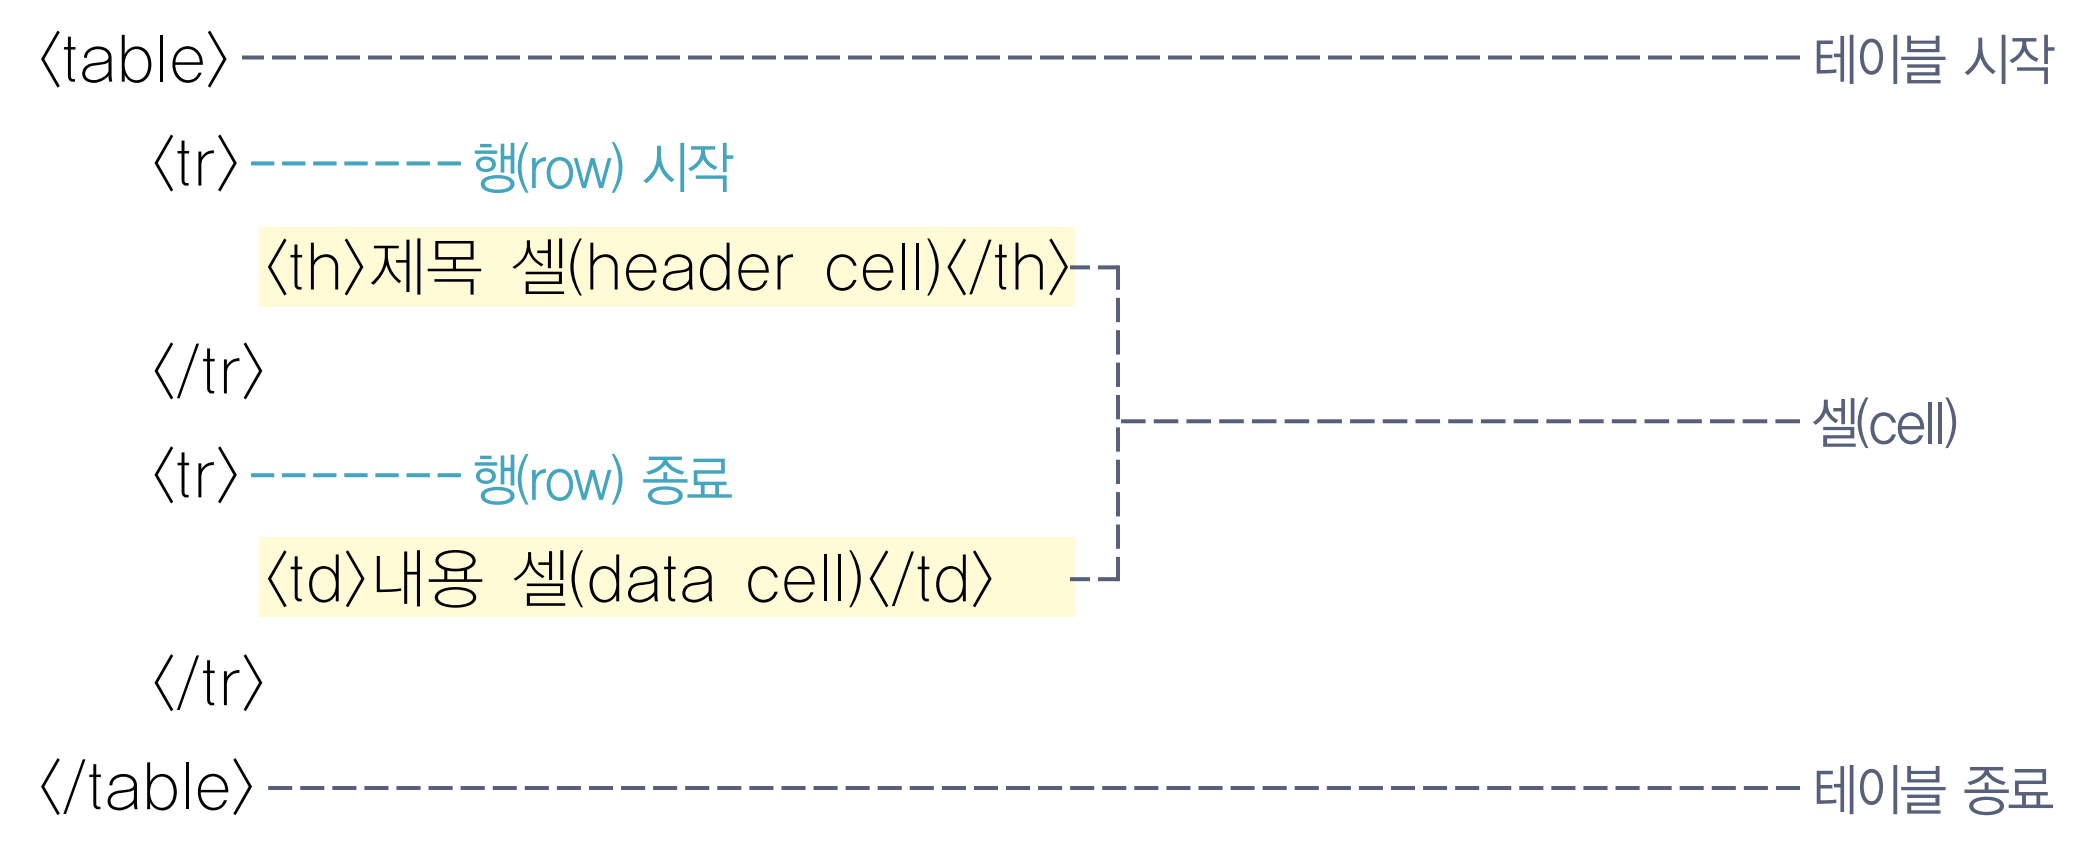 <table> 테이블 시작
<tr> 행(row) 시작
<th>제목 셀(header cell)</th>
</tr>
셀(cell)
<tr> 행(row) 종료
<td>내용 셀(data cell)</td>
</tr>
</table> 테이블 종료